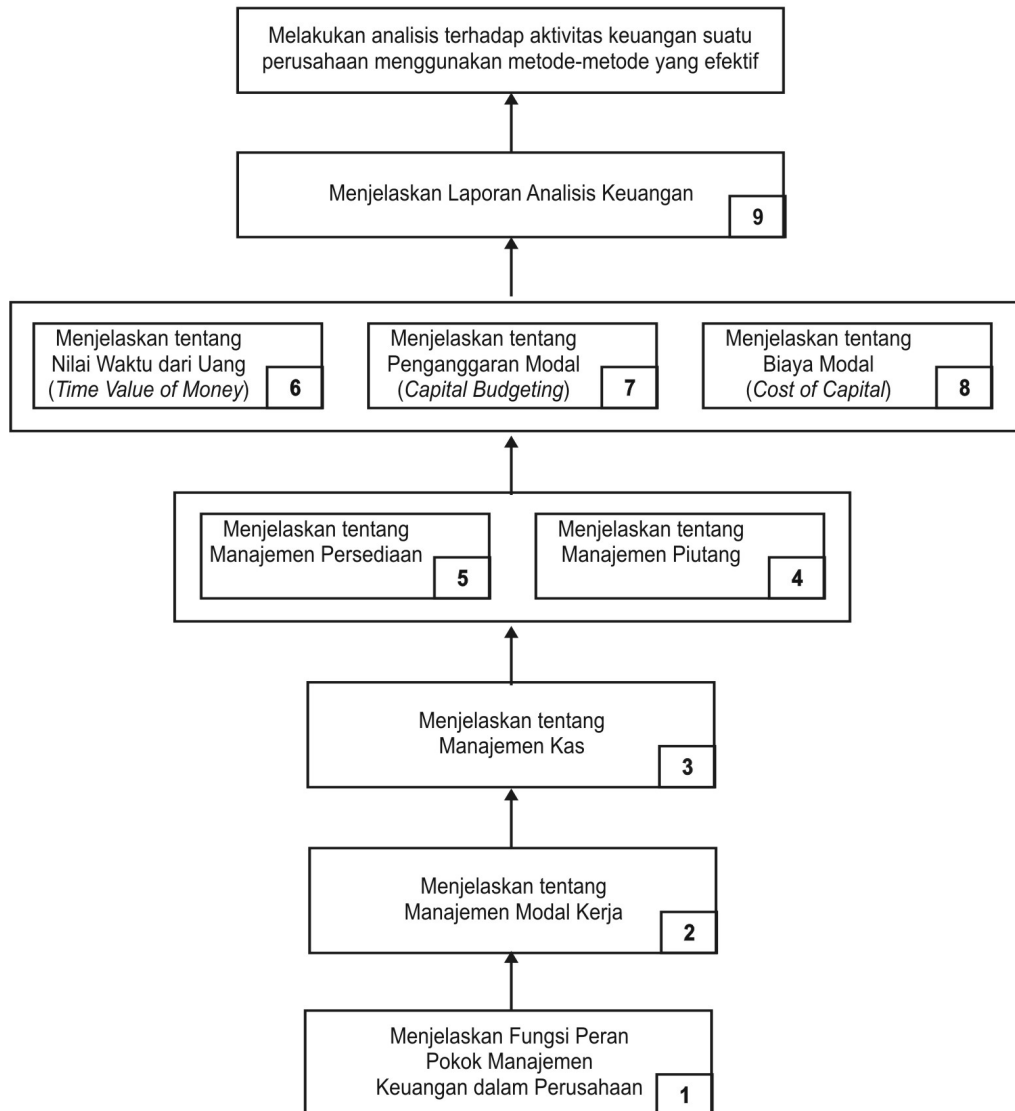 Melakukan analisis terhadap aktivitas keuangan suatu
perusahaan menggunakan metode-metode yang efektif
Menjelaskan Laporan Analisis Keuangan
9
Menjelaskan tentang
Nilai Waktu dari Uang
(Time Value of Money)
6
Menjelaskan tentang
Penganggaran Modal
(Capital Budgeting)
7
Menjelaskan tentang
Biaya Modal
(Cost of Capital)
8
Menjelaskan tentang
Manajemen Persediaan
5
Menjelaskan tentang
Manajemen Piutang
4
Menjelaskan tentang
Manajemen Kas
3
Menjelaskan tentang
Manajemen Modal Kerja
2
Menjelaskan Fungsi Peran
Pokok Manajemen
Keuangan dalam Perusahaan
1